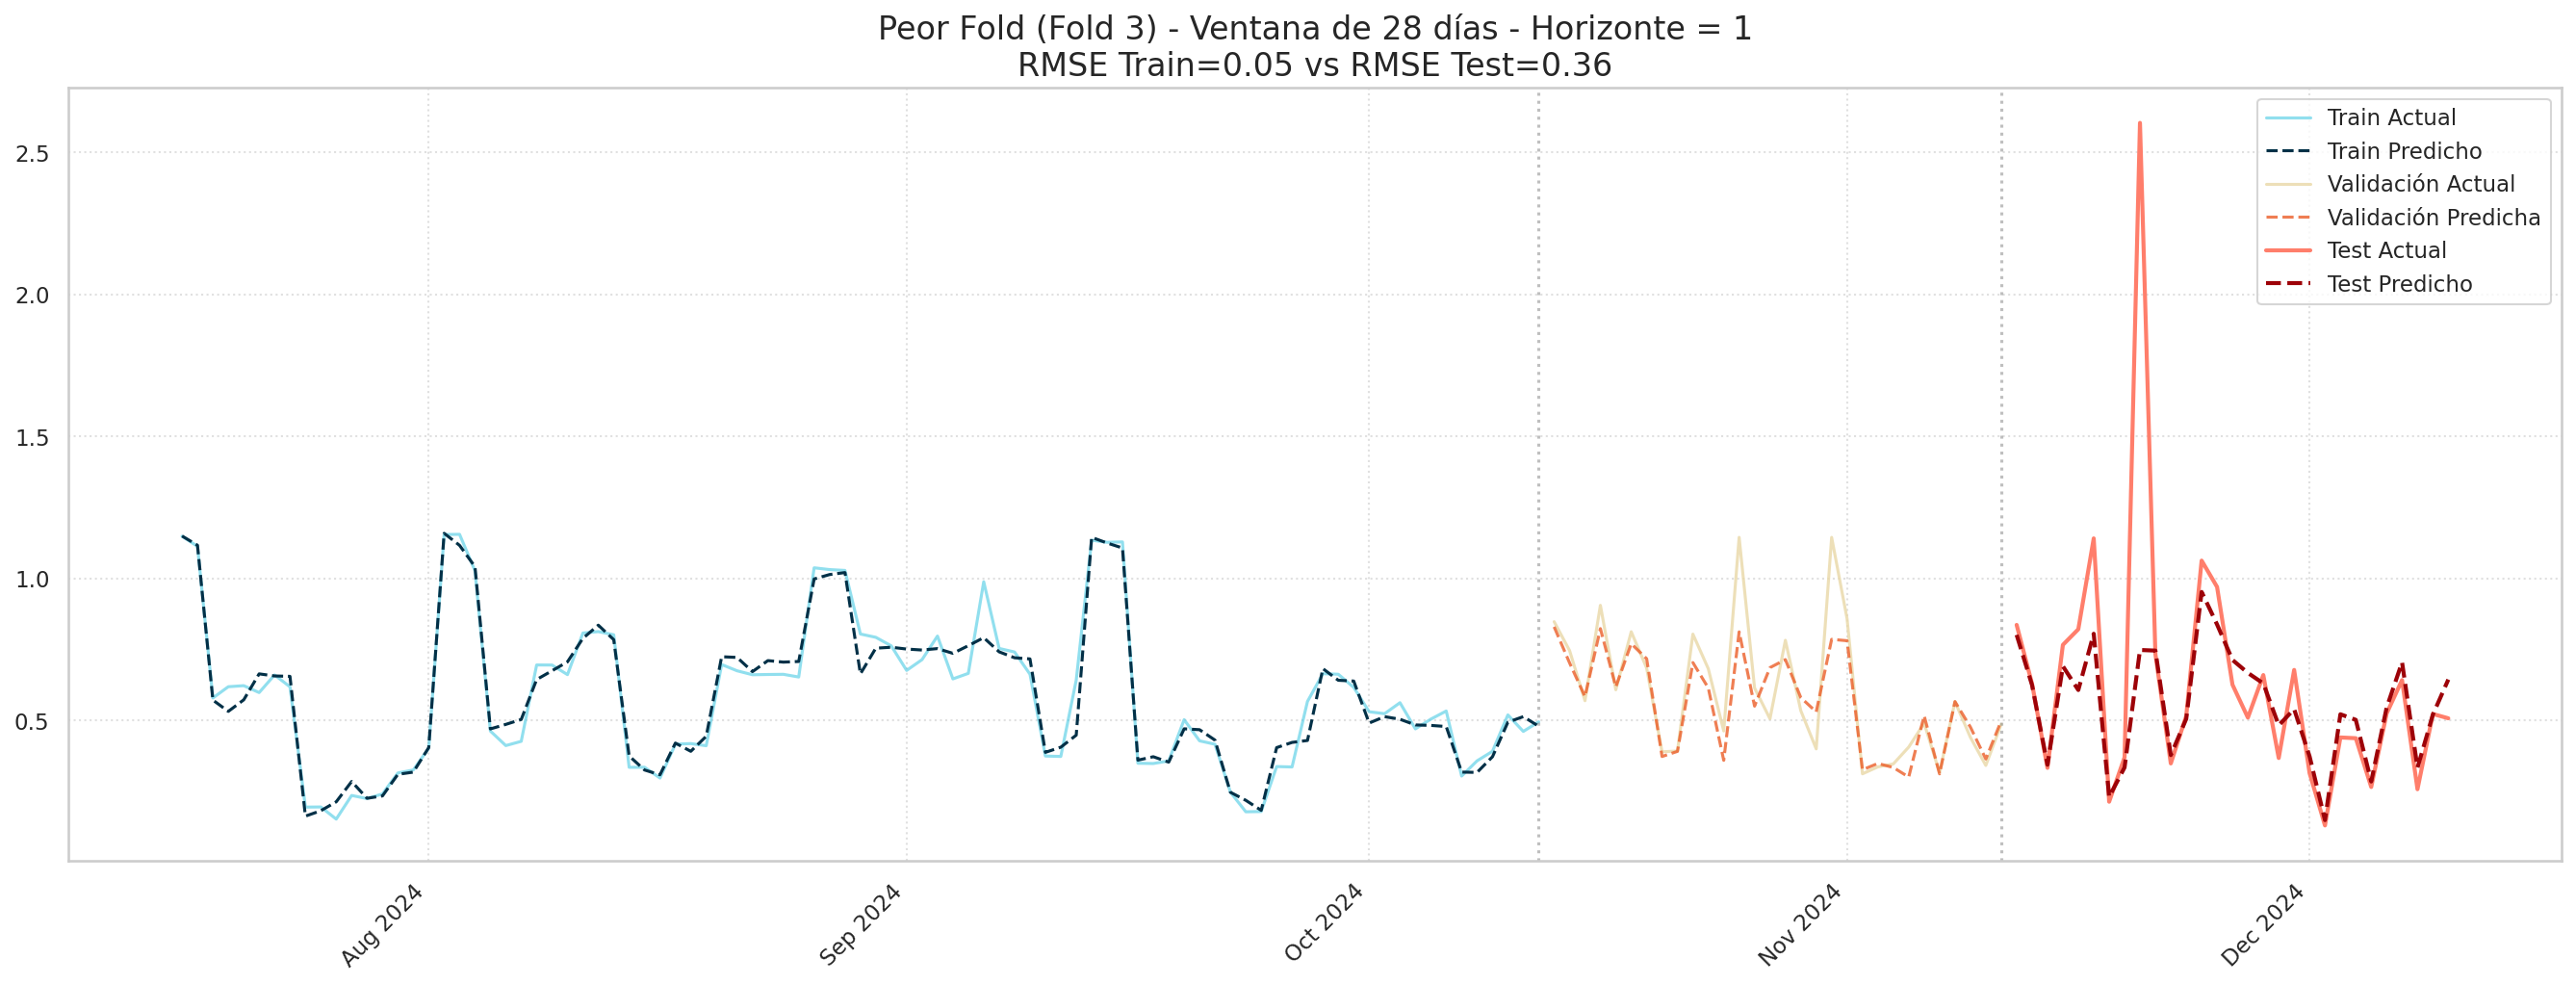 Peor Fold (Fold 3) - Ventana de 28 días - Horizonte = 1
RMSE Train=0.05 vs RMSE Test=0.36
2.5
2.0
1.5
1.0
0.5
Train Actual
Train Predicho
Validación Actual
Validación Predicha
Test Actual
Test Predicho
Aug 2024
Sep 2024
Oct 2024
Nov 2024
Dec 2024